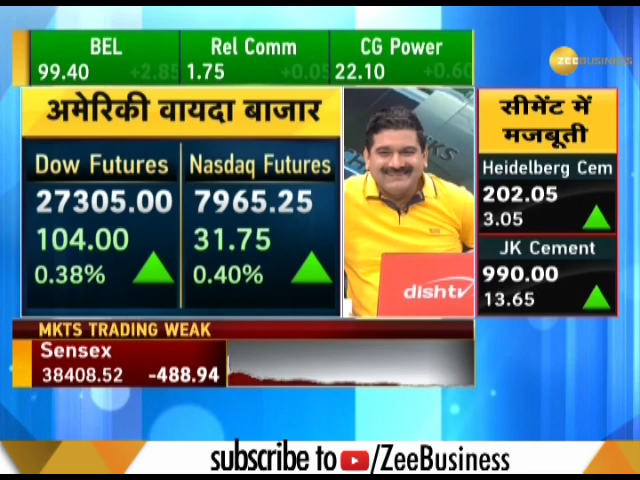 BEL
99.40 +2.85
Rel Comm
1.75 +0.05
CG Power
22.10 +0.60
ZEE BUSINESS
अमेरिकी वायदा बाजार
Dow Futures
27305.00
104.00
0.38%
Nasdaq Futures
7965.25
31.75
0.40%
dishtv
सीमेंट में
मजबूती
Heidelberg Cem
202.05
3.05
JK Cement
990.00
13.65
MKTS TRADING WEAK
Sensex
38408.52 -488.94
subscribe to /ZeeBusiness